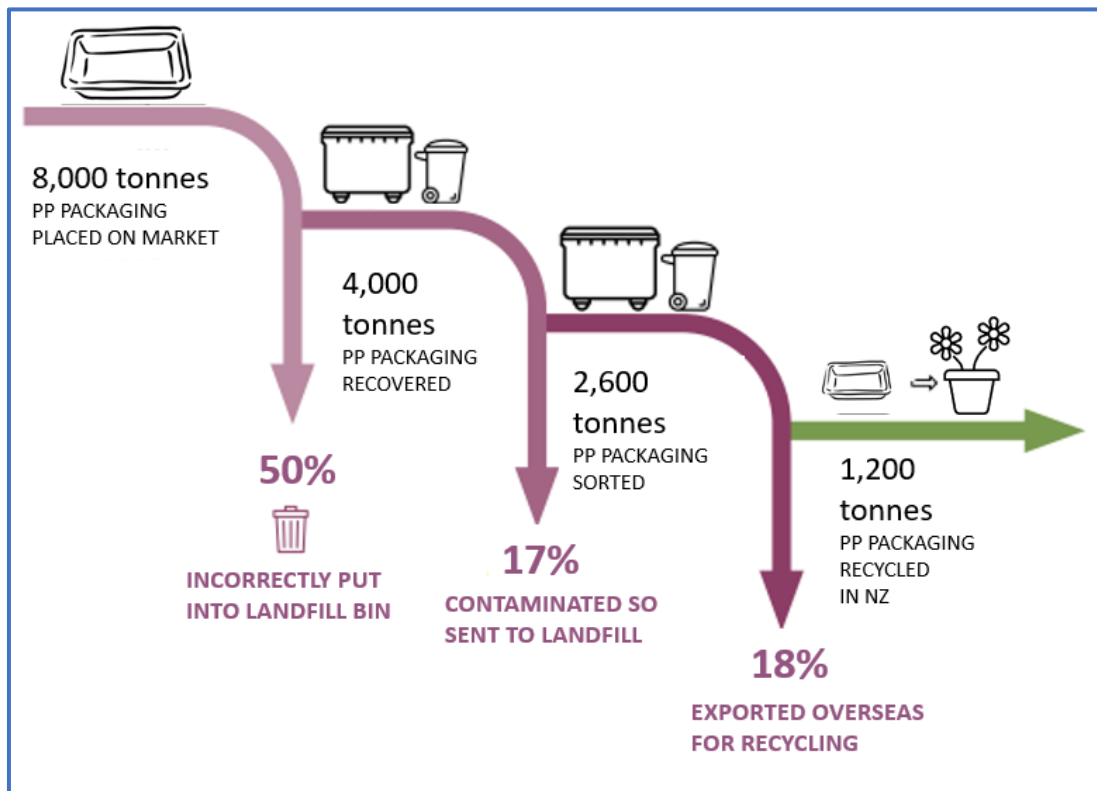 8,000 tonnes
PP PACKAGING
PLACED ON MARKET
4,000
tonnes
PP PACKAGING
RECOVERED
2,600
tonnes
PP PACKAGING
SORTED
1,200
tonnes
PP PACKAGING
RECYCLED
IN NZ
50%
INCORRECTLY PUT
INTO LANDFILL BIN
17%
CONTAMINATED SO
SENT TO LANDFILL
18%
EXPORTED OVERSEAS
FOR RECYCLING